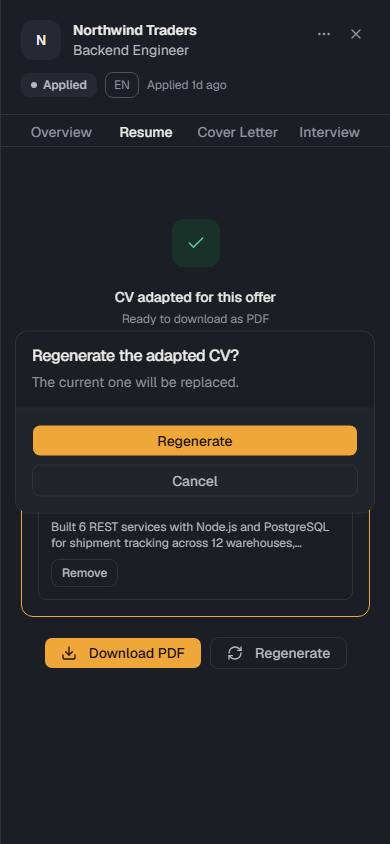 N
Northwind Traders
Backend Engineer
Applied
EN
Applied 1d ago
Overview
Resume
Cover Letter
Interview
CV adapted for this offer
Ready to download as PDF
Regenerate the adapted CV?
The current one will be replaced.
Regenerate
Cancel
Built 6 REST services with Node.js and PostgreSQL
for shipment tracking across 12 warehouses,...
Remove
Download PDF
Regenerate